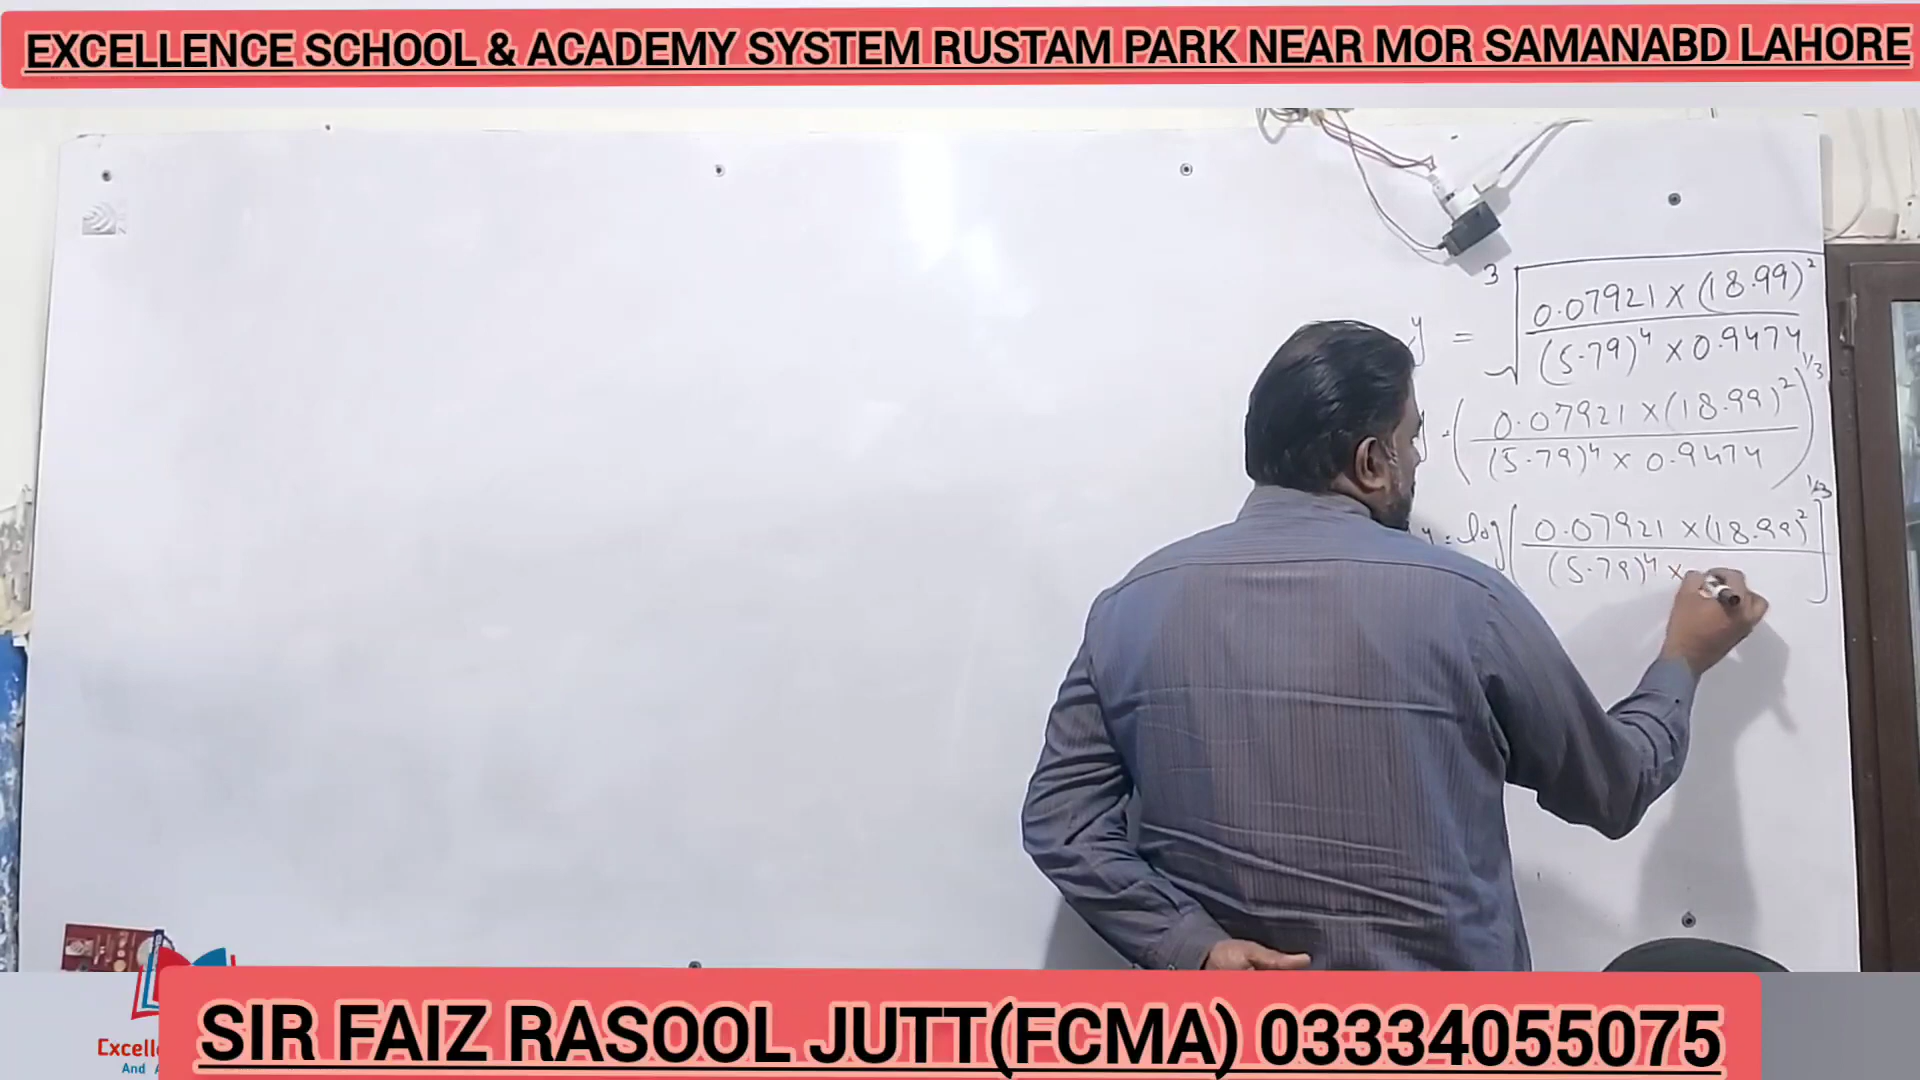 EXCELLENCE SCHOOL & ACADEMY SYSTEM RUSTAM PARK NEAR MOR SAMANABD LAHORE
y = ∛((0.07921 × (18.99)²) / ((5.79)⁴ × 0.9474))
= ((0.07921 × (18.99)²) / ((5.79)⁴ × 0.9474))^1/3
y = log[(0.07921 × (18.99)²) / ((5.79)⁴ ×]^1/3
And
SIR FAIZ RASOOL JUTT(FCMA) 03334055075